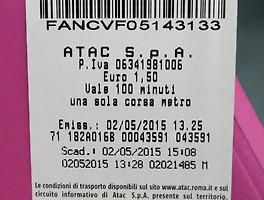 FANCVF05143133
ATAC S.p.A.
P.Iva 06341981006
Euro 1,50
Vale 100 minuti
una sola corsa metro
Emiss.: 02/05/2015 13.25
71 182A0168 00043591 043591
Scad.: 02/05/2015 15:08
02052015 13:28 02021485 M
Le condizioni di trasporto disponibili sul sito www.atac.roma.it e sul
circuito informativo di Atac S.p.A. presente sul territorio.